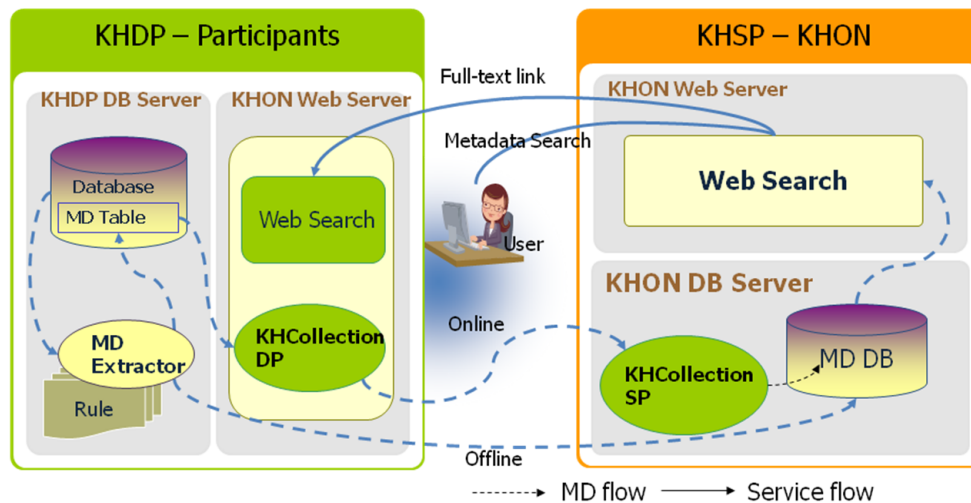 KHDP – Participants
KHDP DB Server
KHON Web Server
Database
MD Table
Web Search
MD
Extractor
Rule
KHCollection
DP
Full-text link
Metadata Search
User
Online
Offline
KHSP – KHON
KHON Web Server
Web Search
KHON DB Server
KHCollection
SP
MD DB
MD flow
Service flow